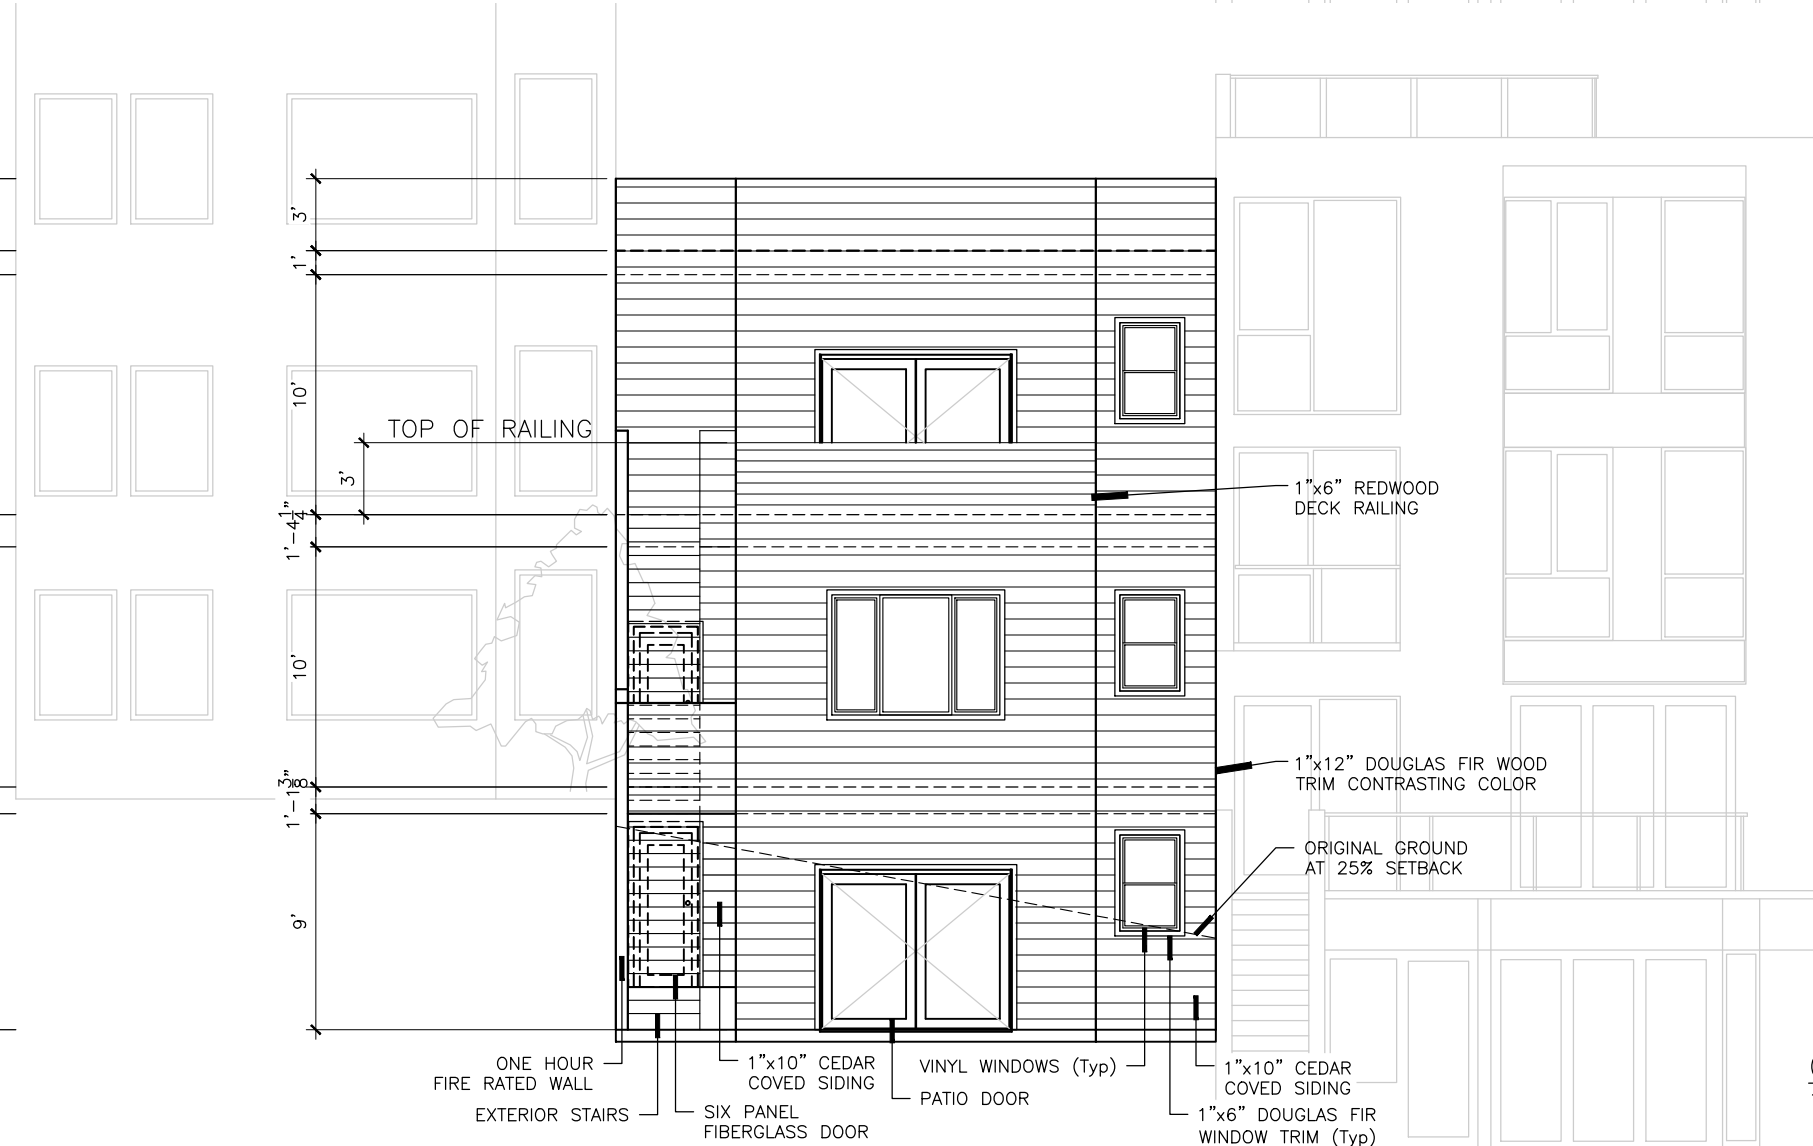 3'
1'
10'
TOP OF RAILING
3'
1'-4 1/4"
1"x6" REDWOOD
DECK RAILING
10'
1"x12" DOUGLAS FIR WOOD
TRIM CONTRASTING COLOR
1'-1 3/8"
ORIGINAL GROUND
AT 25% SETBACK
9'
ONE HOUR
FIRE RATED WALL
EXTERIOR STAIRS
1"x10" CEDAR
COVED SIDING
SIX PANEL
FIBERGLASS DOOR
VINYL WINDOWS (Typ)
PATIO DOOR
1"x10" CEDAR
COVED SIDING
1"x6" DOUGLAS FIR
WINDOW TRIM (Typ)